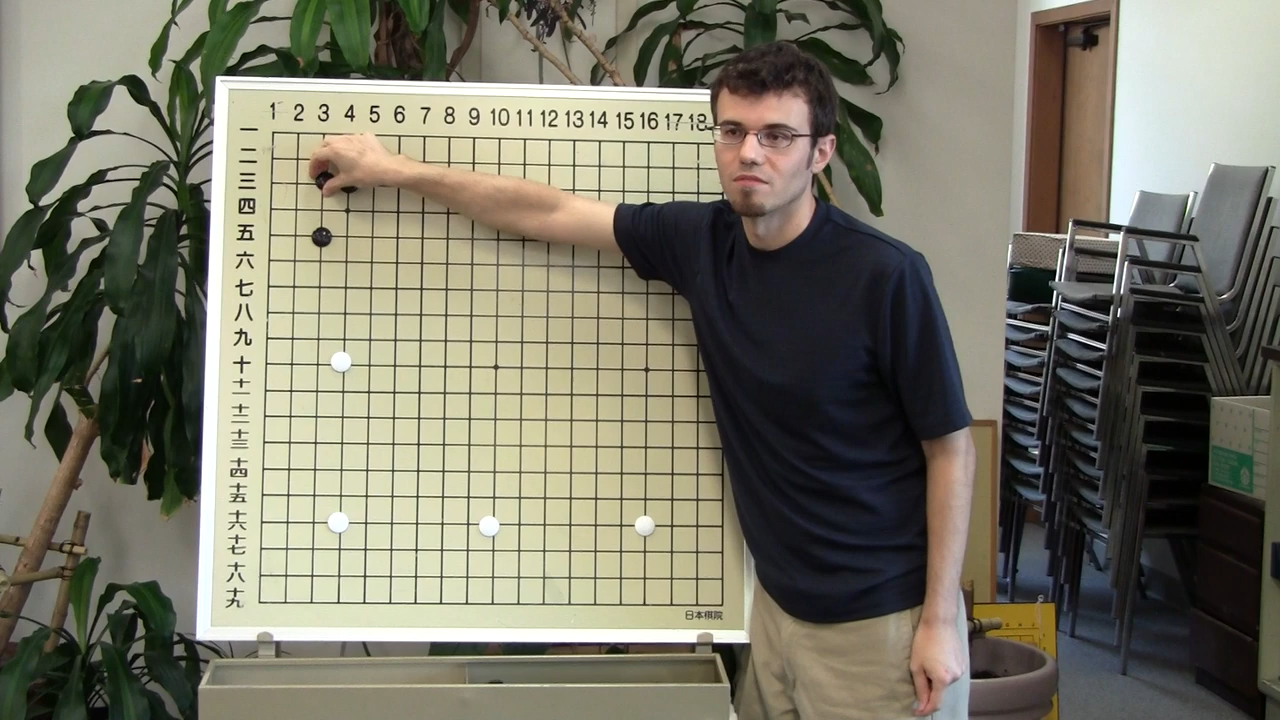 1 2 3 4 5 6 7 8 9 10 11 12 13 14 15 16 17 18
一
二
三
四
五
六
七
八
九
十
十一
十二
十三
十四
十五
十六
十七
十八
十九
日本棋院